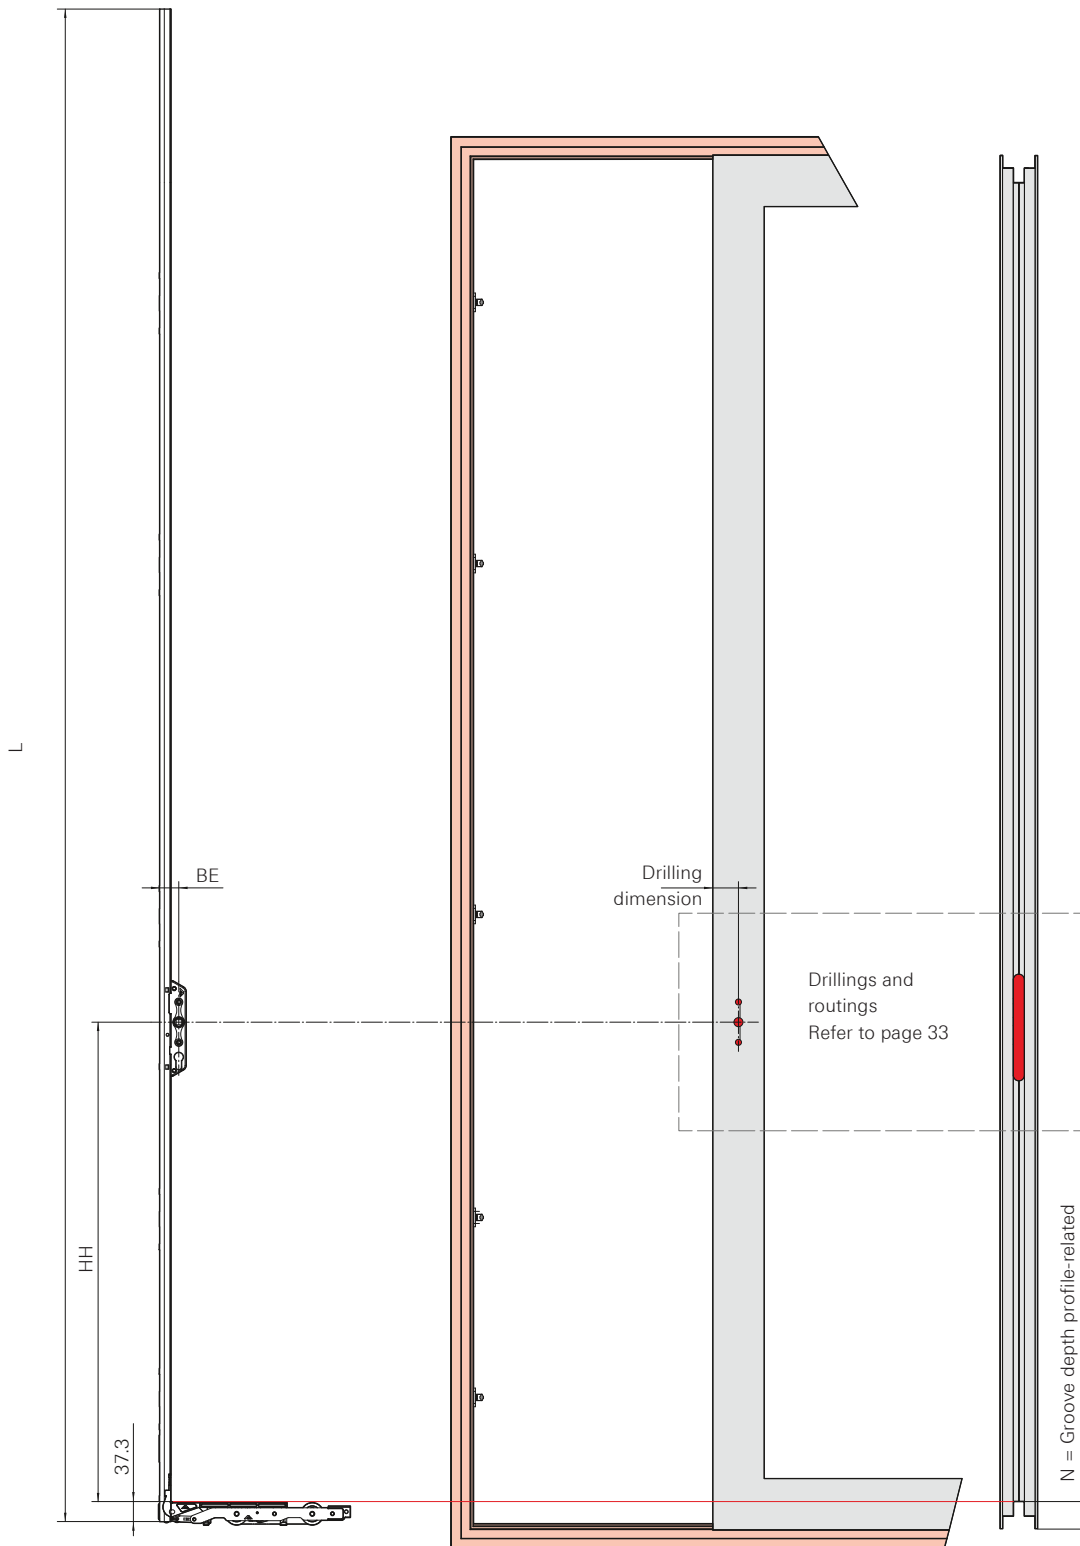 L
BE
Drilling
dimension
Drillings and
routings
Refer to page 33
HH
37.3
N = Groove depth profile-related